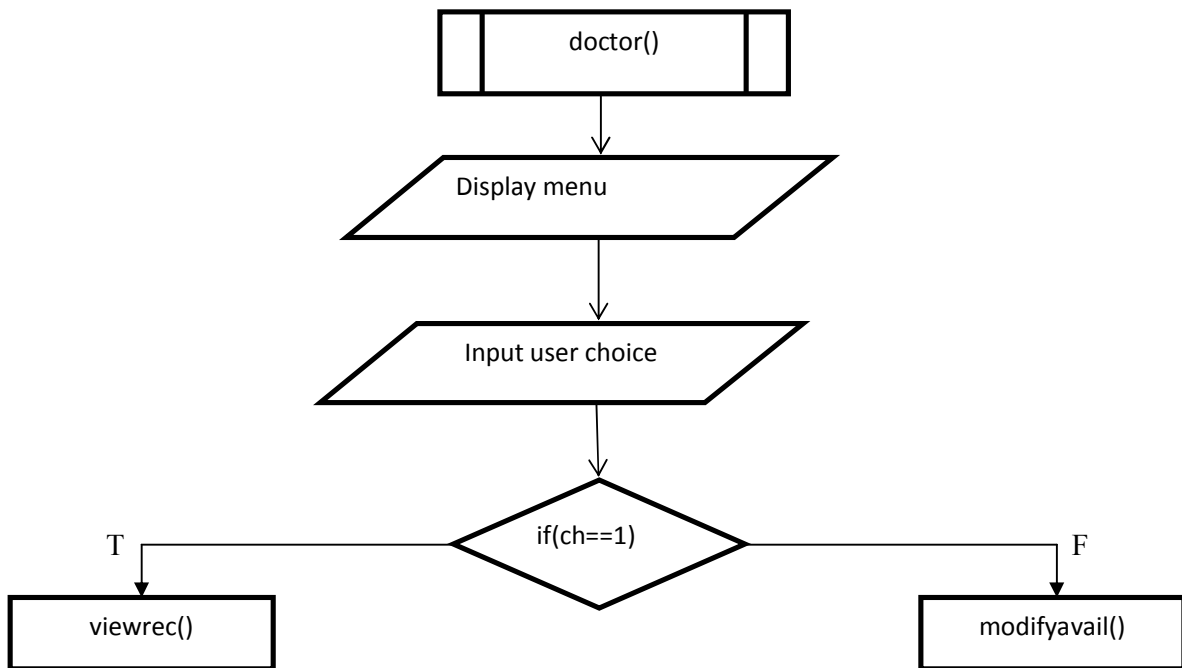 doctor()
Display menu
Input user choice
if(ch==1)
T
F
viewrec()
modifyavail()